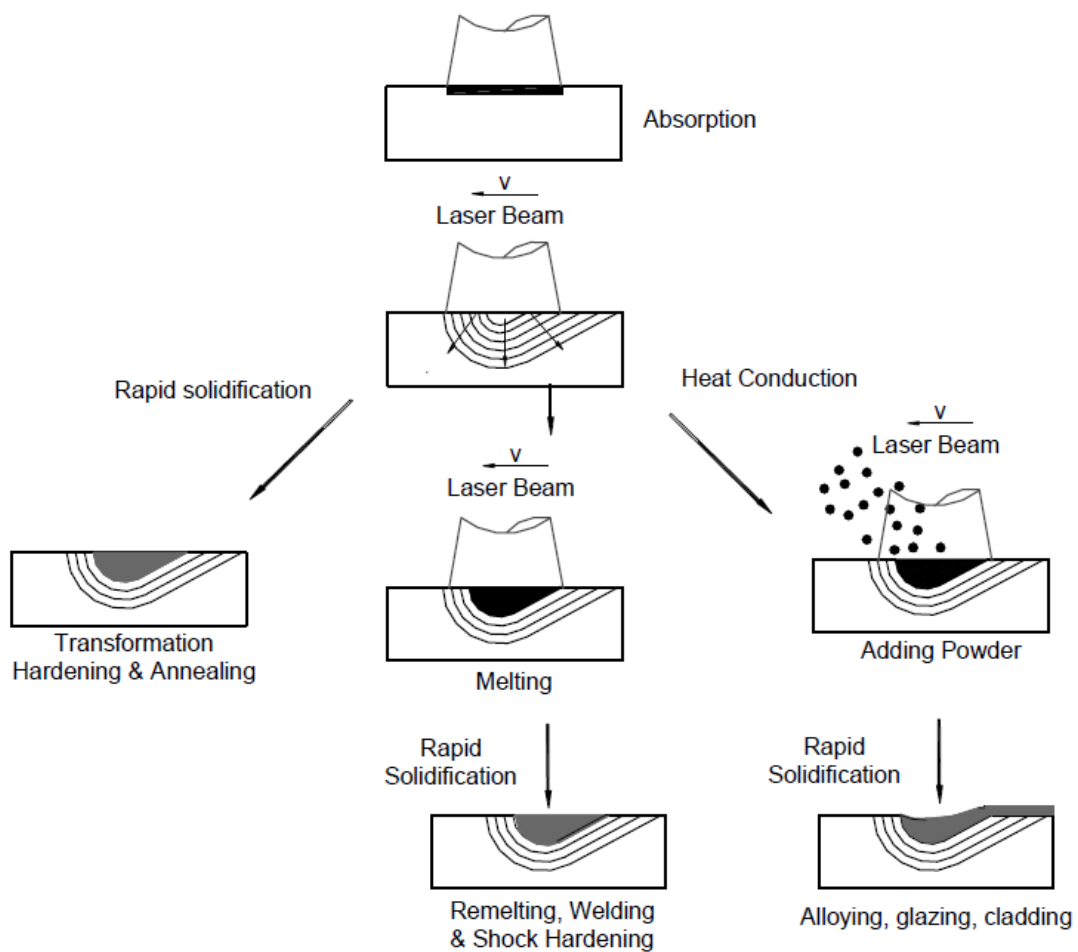 Absorption
V
Laser Beam
Rapid solidification
Heat Conduction
V
Laser Beam
V
Laser Beam
Transformation
Hardening & Annealing
Melting
Adding Powder
Rapid
Solidification
Rapid
Solidification
Remelting, Welding
& Shock Hardening
Alloying, glazing, cladding